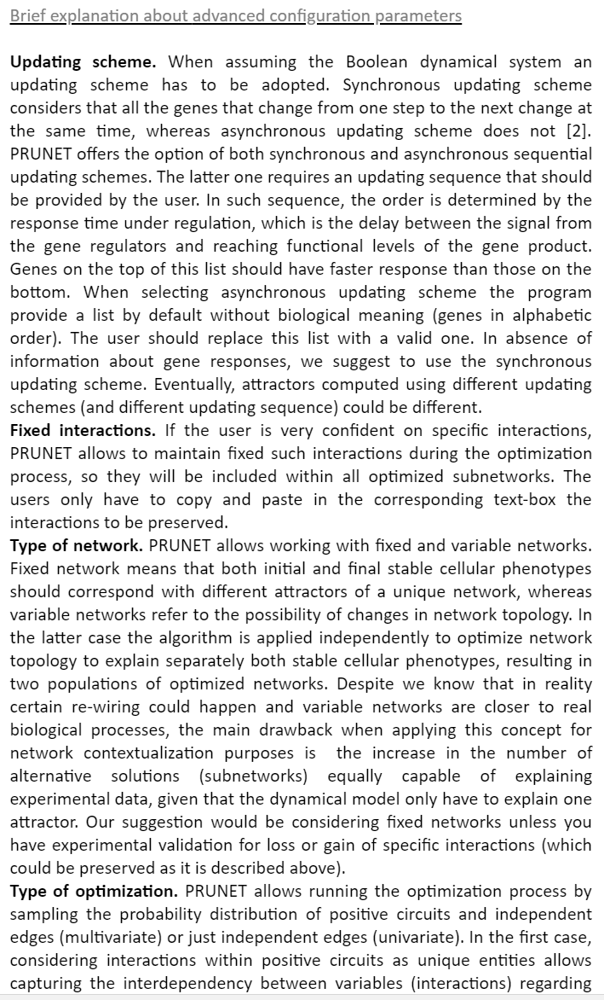 Brief explanation about advanced configuration parameters
Updating scheme. When assuming the Boolean dynamical system an
updating scheme has to be adopted. Synchronous updating scheme
considers that all the genes that change from one step to the next change at
the same time, whereas asynchronous updating scheme does not [2].
PRUNET offers the option of both synchronous and asynchronous sequential
updating schemes. The latter one requires an updating sequence that should
be provided by the user. In such sequence, the order is determined by the
response time under regulation, which is the delay between the signal from
the gene regulators and reaching functional levels of the gene product.
Genes on the top of this list should have faster response than those on the
bottom. When selecting asynchronous updating scheme the program
provide a list by default without biological meaning (genes in alphabetic
order). The user should replace this list with a valid one. In absence of
information about gene responses, we suggest to use the synchronous
updating scheme. Eventually, attractors computed using different updating
schemes (and different updating sequence) could be different.
Fixed interactions. If the user is very confident on specific interactions,
PRUNET allows to maintain fixed such interactions during the optimization
process, so they will be included within all optimized subnetworks. The
users only have to copy and paste in the corresponding text-box the
interactions to be preserved.
Type of network. PRUNET allows working with fixed and variable networks.
Fixed network means that both initial and final stable cellular phenotypes
should correspond with different attractors of a unique network, whereas
variable networks refer to the possibility of changes in network topology. In
the latter case the algorithm is applied independently to optimize network
topology to explain separately both stable cellular phenotypes, resulting in
two populations of optimized networks. Despite we know that in reality
certain re-wiring could happen and variable networks are closer to real
biological processes, the main drawback when applying this concept for
network contextualization purposes is the increase in the number of
alternative solutions (subnetworks) equally capable of explaining
experimental data, given that the dynamical model only have to explain one
attractor. Our suggestion would be considering fixed networks unless you
have experimental validation for loss or gain of specific interactions (which
could be preserved as it is described above).
Type of optimization. PRUNET allows running the optimization process by
sampling the probability distribution of positive circuits and independent
edges (multivariate) or just independent edges (univariate). In the first case,
considering interactions within positive circuits as unique entities allows
capturing the interdependency between variables (interactions) regarding